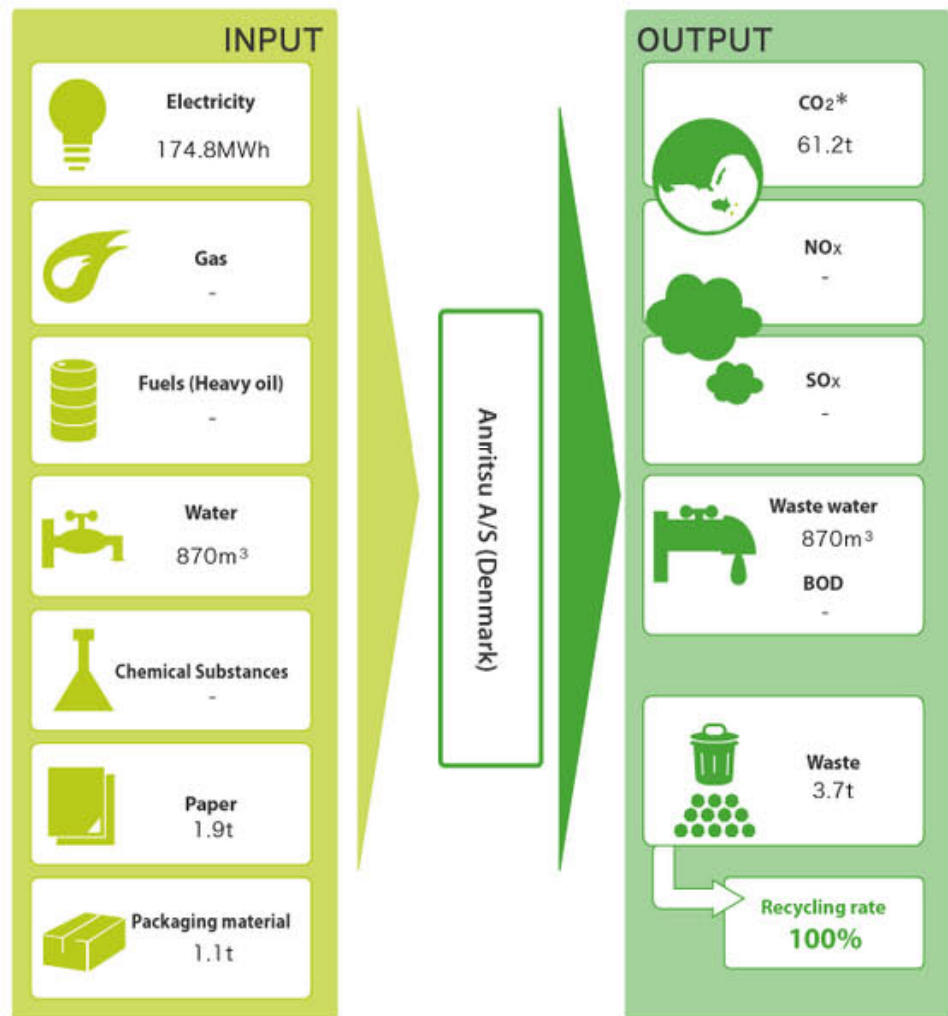 INPUT
Electricity
174.8MWh
Gas
-
Fuels (Heavy oil)
-
Water
870m³
Chemical Substances
-
Paper
1.9t
Packaging material
1.1t
Anritsu A/S (Denmark)
OUTPUT
CO₂*
61.2t
NOx
-
SOx
-
Waste water
870m³
BOD
-
Waste
3.7t
Recycling rate
100%